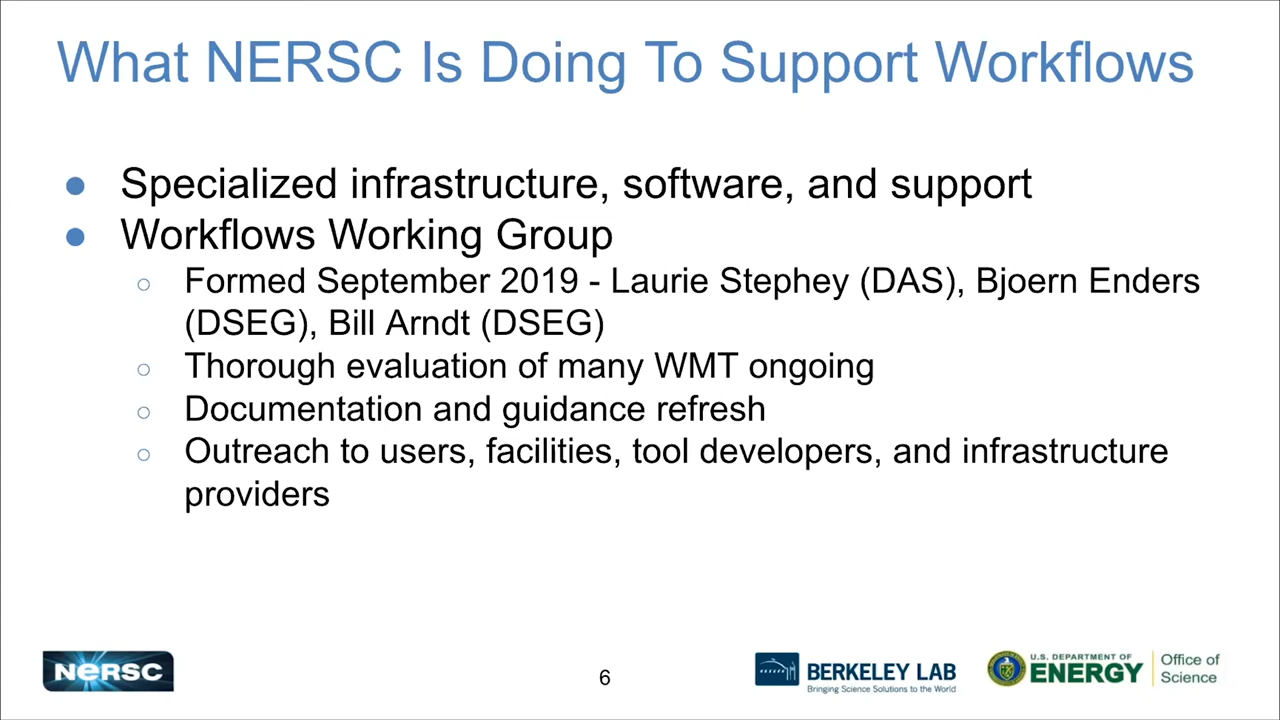 What NERSC Is Doing To Support Workflows
● Specialized infrastructure, software, and support
● Workflows Working Group
○ Formed September 2019 - Laurie Stephey (DAS), Bjoern Enders
(DSEG), Bill Arndt (DSEG)
○ Thorough evaluation of many WMT ongoing
○ Documentation and guidance refresh
○ Outreach to users, facilities, tool developers, and infrastructure
providers
NERSC
6
BERKELEY LAB
Bringing Science Solutions to the World
U.S. DEPARTMENT OF
ENERGY
Office of
Science